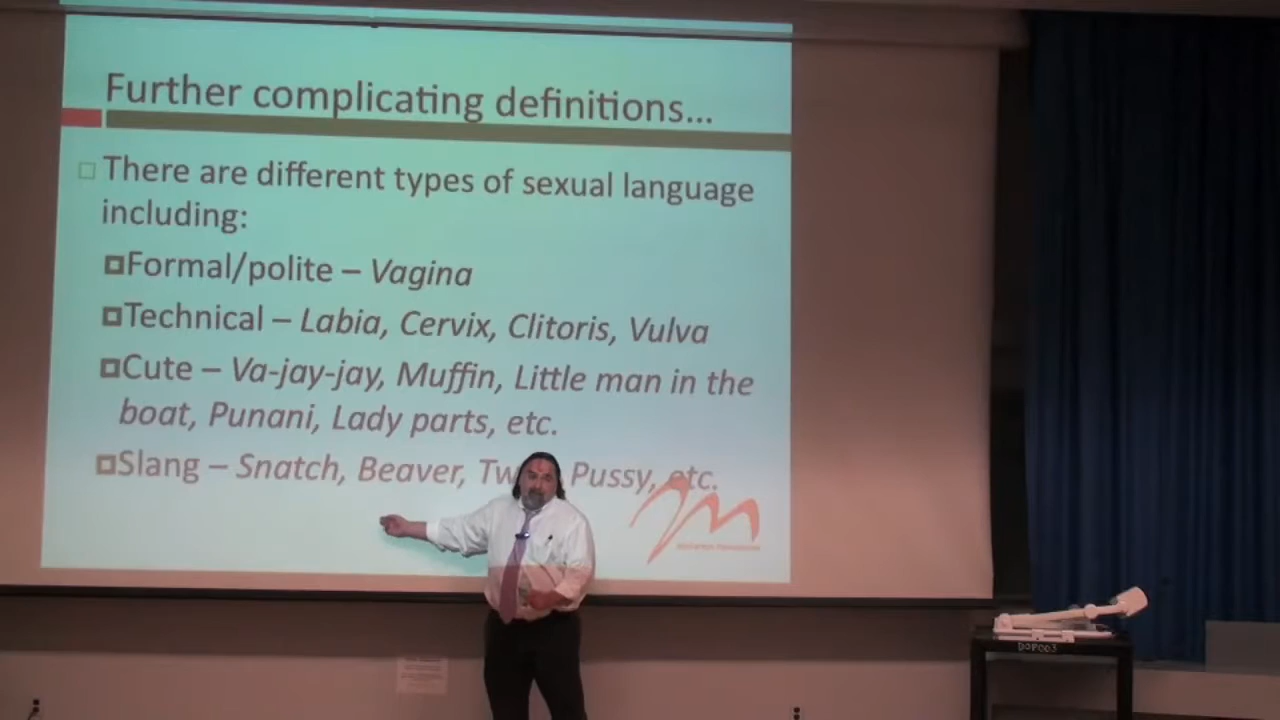 Further complicating definitions...
There are different types of sexual language
including:
Formal/polite – Vagina
Technical – Labia, Cervix, Clitoris, Vulva
Cute – Va-jay-jay, Muffin, Little man in the
boat, Punani, Lady parts, etc.
Slang – Snatch, Beaver, Tw Pussy, etc.
DOP003